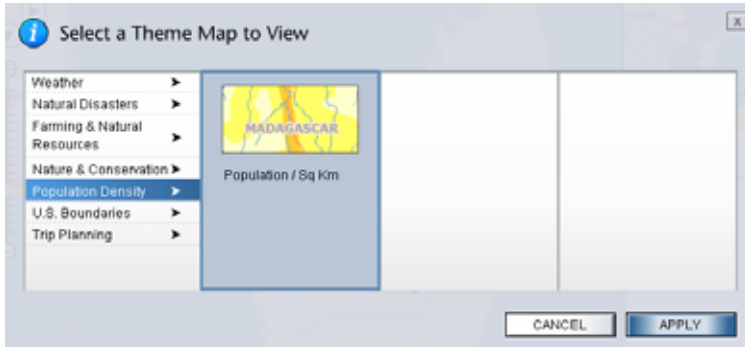 Select a Theme Map to View
x
Weather
Natural Disasters
Farming & Natural
Resources
Nature & Conservation
Population Density
U.S. Boundaries
Trip Planning
MADAGASCAR
Population / Sq Km
CANCEL
APPLY